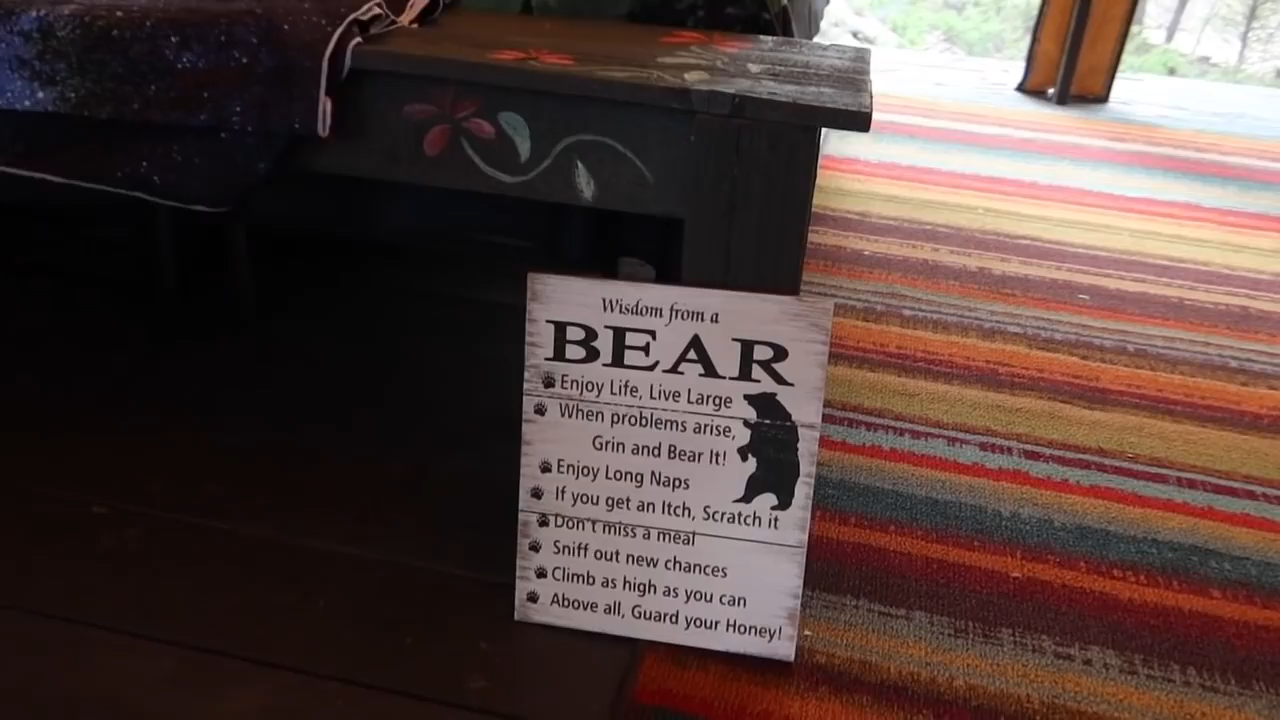 Wisdom from a
BEAR
Enjoy Life, Live Large
When problems arise,
Grin and Bear It!
Enjoy Long Naps
If you get an Itch, Scratch it
Don't miss a meal
Sniff out new chances
Climb as high as you can
Above all, Guard your Honey!